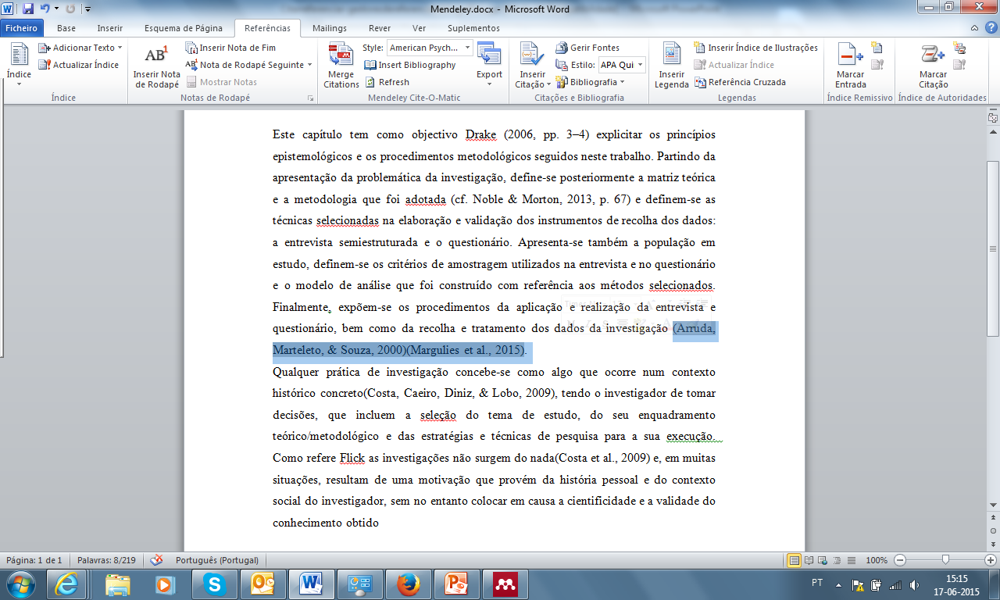 Mendeley.docx - Microsoft Word
Ficheiro Base Inserir Esquema de Página Referências Mailings Rever Ver Suplementos
Índice
Adicionar Texto
Actualizar Índice
Índice
Inserir Nota de Rodapé
Inserir Nota de Fim
Nota de Rodapé Seguinte
Mostrar Notas
Notas de Rodapé
Merge Citations
Style: American Psych...
Insert Bibliography
Refresh
Export
Mendeley Cite-O-Matic
Inserir Citação
Gerir Fontes
Estilo: APA Qui
Bibliografia
Citações e Bibliografia
Inserir Legenda
Inserir Índice de Ilustrações
Actualizar Índice
Referência Cruzada
Legendas
Marcar Entrada
Índice Remissivo
Marcar Citação
Índice de Autoridades
Este capítulo tem como objectivo Drake (2006, pp. 3–4) explicitar os princípios
epistemológicos e os procedimentos metodológicos seguidos neste trabalho. Partindo da
apresentação da problemática da investigação, define-se posteriormente a matriz teórica
e a metodologia que foi adotada (cf. Noble & Morton, 2013, p. 67) e definem-se as
técnicas selecionadas na elaboração e validação dos instrumentos de recolha dos dados:
a entrevista semiestruturada e o questionário. Apresenta-se também a população em
estudo, definem-se os critérios de amostragem utilizados na entrevista e no questionário
e o modelo de análise que foi construído com referência aos métodos selecionados.
Finalmente, expõem-se os procedimentos da aplicação e realização da entrevista e
questionário, bem como da recolha e tratamento dos dados da investigação (Arruda,
Marteleto, & Souza, 2000)(Margulies et al., 2015).
Qualquer prática de investigação concebe-se como algo que ocorre num contexto
histórico concreto(Costa, Caeiro, Diniz, & Lobo, 2009), tendo o investigador de tomar
decisões, que incluem a seleção do tema de estudo, do seu enquadramento
teórico/metodológico e das estratégias e técnicas de pesquisa para a sua execução.
Como refere Flick as investigações não surgem do nada(Costa et al., 2009) e, em muitas
situações, resultam de uma motivação que provém da história pessoal e do contexto
social do investigador, sem no entanto colocar em causa a cientificidade e a validade do
conhecimento obtido
Página: 1 de 1 Palavras: 8/219 Português (Portugal) 100%
PT 15:15
17-06-2015